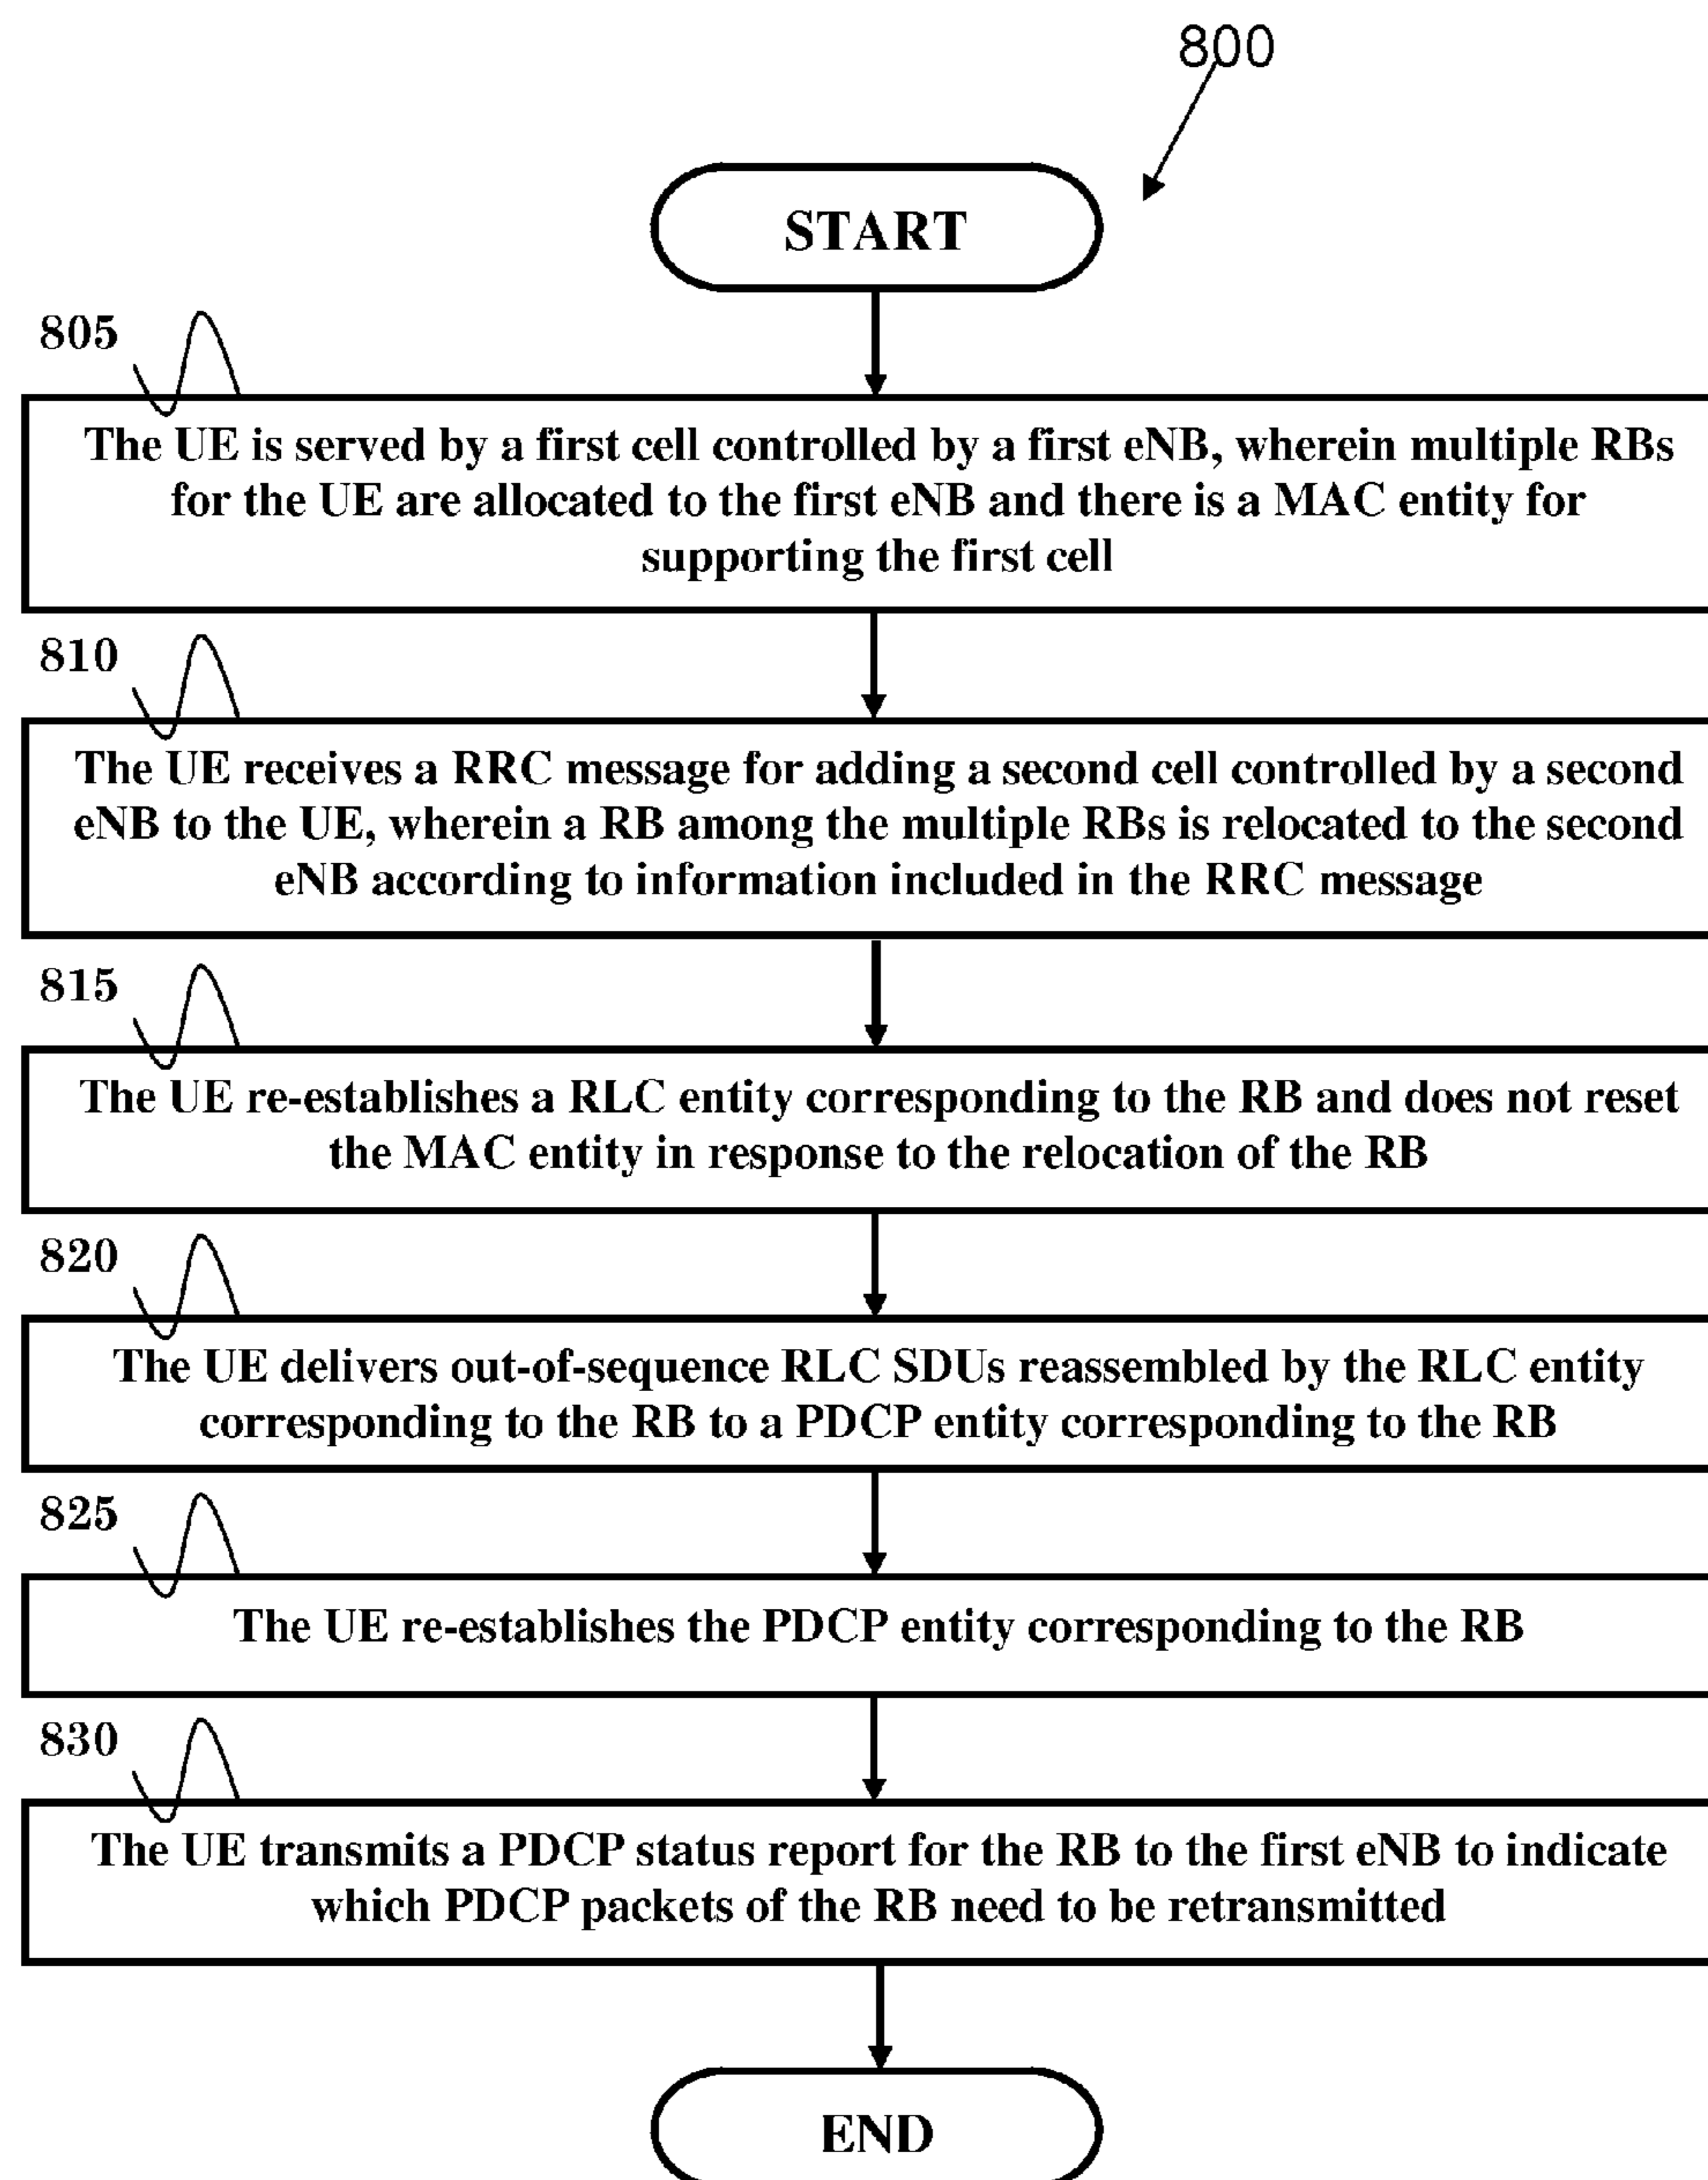 800
START
805
The UE is served by a first cell controlled by a first eNB, wherein multiple RBs
for the UE are allocated to the first eNB and there is a MAC entity for
supporting the first cell
810
The UE receives a RRC message for adding a second cell controlled by a second
eNB to the UE, wherein a RB among the multiple RBs is relocated to the second
eNB according to information included in the RRC message
815
The UE re-establishes a RLC entity corresponding to the RB and does not reset
the MAC entity in response to the relocation of the RB
820
The UE delivers out-of-sequence RLC SDUs reassembled by the RLC entity
corresponding to the RB to a PDCP entity corresponding to the RB
825
The UE re-establishes the PDCP entity corresponding to the RB
830
The UE transmits a PDCP status report for the RB to the first eNB to indicate
which PDCP packets of the RB need to be retransmitted
END